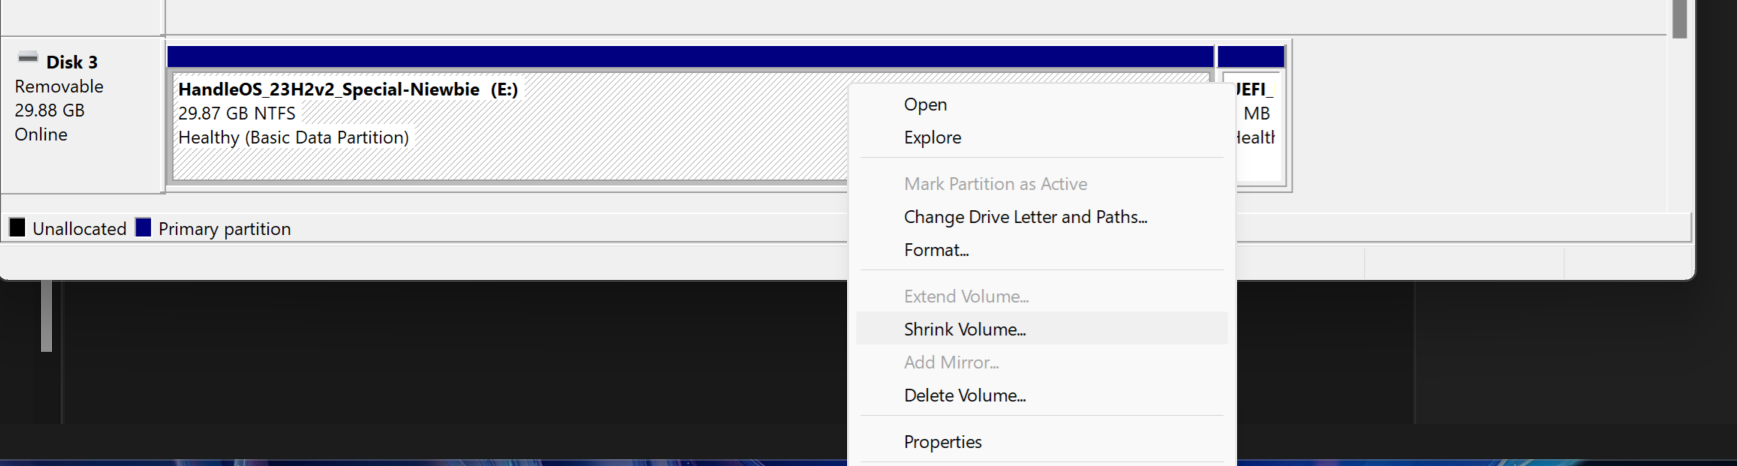 Disk 3
Removable
29.88 GB
Online
HandleOS_23H2v2_Special-Niewbie (E:)
29.87 GB NTFS
Healthy (Basic Data Partition)
UEFI_
MB
Healt
Open
Explore
Mark Partition as Active
Change Drive Letter and Paths...
Format...
Extend Volume...
Shrink Volume...
Add Mirror...
Delete Volume...
Properties
Unallocated
Primary partition